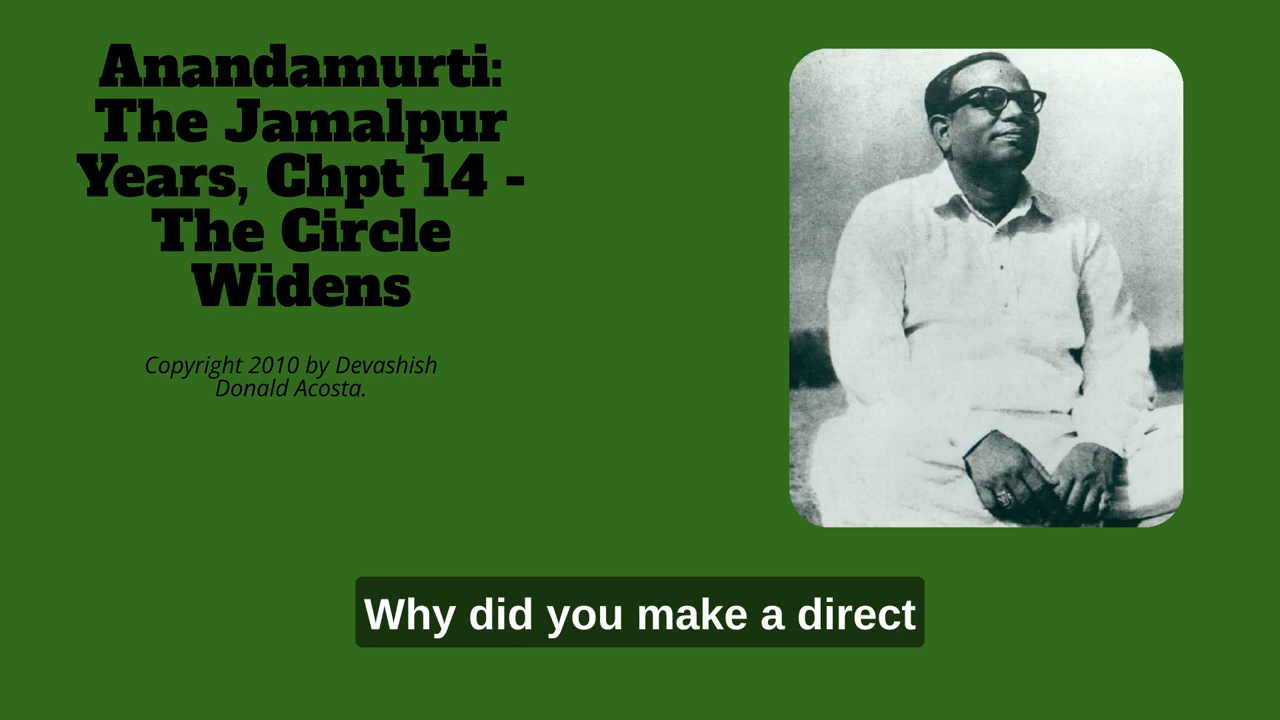 Anandamurti:
The Jamalpur
Years, Chpt 14 -
The Circle
Widens
Copyright 2010 by Devashish
Donald Acosta.
Why did you make a direct